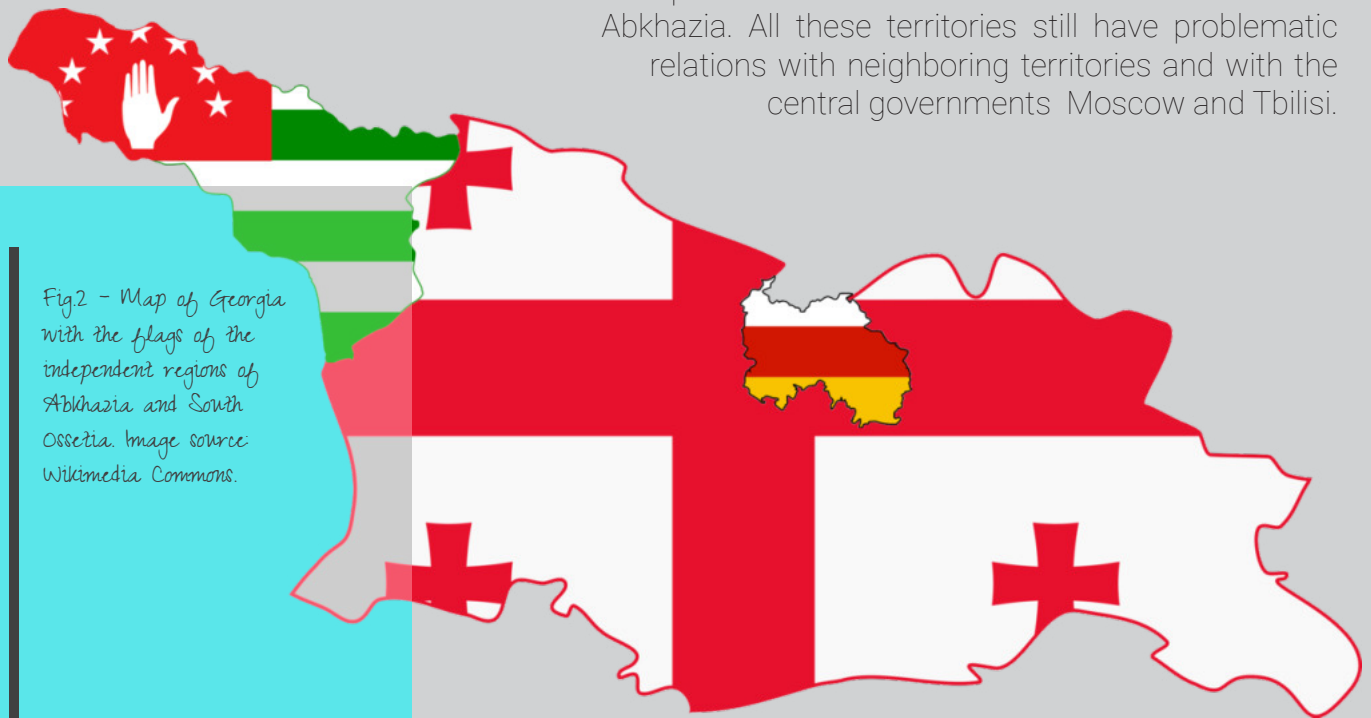 Abkhazia. All these territories still have problematic
relations with neighboring territories and with the
central governments Moscow and Tbilisi.
Fig.2 - Map of Georgia
with the flags of the
independent regions of
Abkhazia and South
Ossetia. Image source:
Wikimedia Commons.